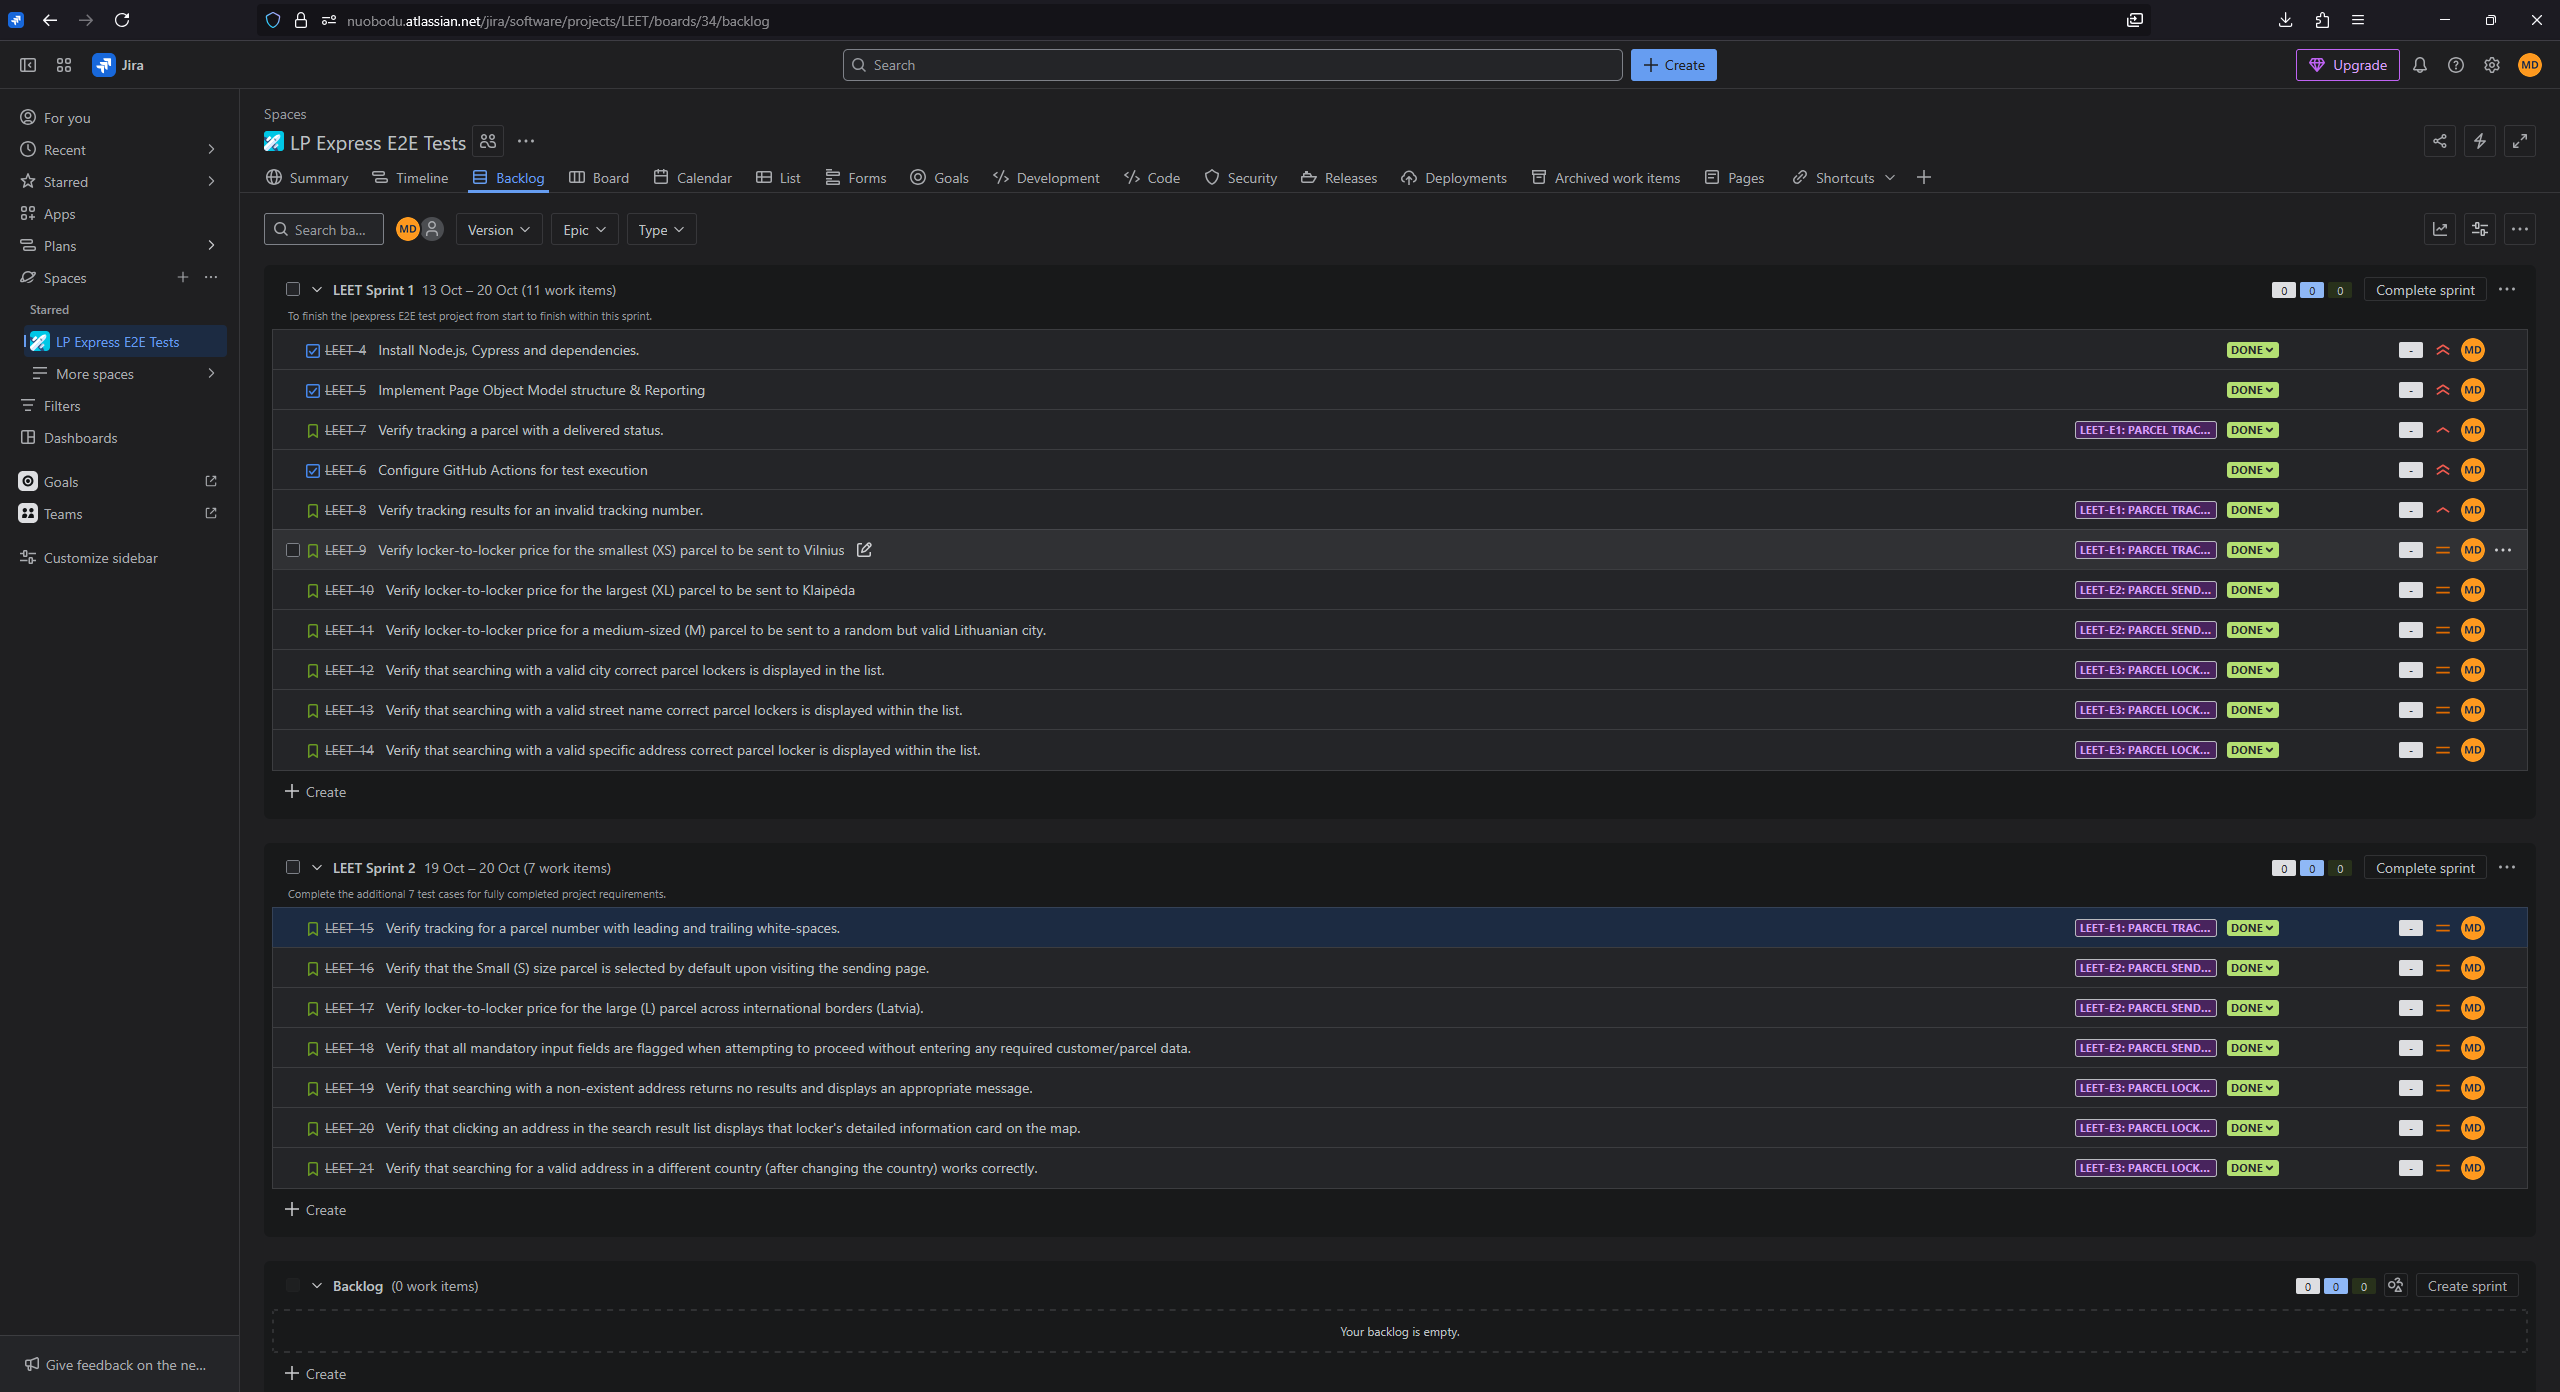 nuobodu.atlassian.net/jira/software/projects/LEET/boards/34/backlog
Jira
Search
Create
Upgrade
MD
For you
Recent
Starred
Apps
Plans
Spaces
Starred
LP Express E2E Tests
More spaces
Filters
Dashboards
Goals
Teams
Customize sidebar
Give feedback on the ne...
Spaces
LP Express E2E Tests
Summary Timeline Backlog Board Calendar List Forms Goals Development Code Security Releases Deployments Archived work items Pages Shortcuts
Search ba... MD Version Epic Type
LEET Sprint 1 13 Oct – 20 Oct (11 work items) 0 0 0 Complete sprint
To finish the lpexpress E2E test project from start to finish within this sprint.
LEET-4 Install Node.js, Cypress and dependencies. DONE - MD
LEET-5 Implement Page Object Model structure & Reporting DONE - MD
LEET-7 Verify tracking a parcel with a delivered status. LEET-E1: PARCEL TRAC... DONE - MD
LEET-6 Configure GitHub Actions for test execution DONE - MD
LEET-8 Verify tracking results for an invalid tracking number. LEET-E1: PARCEL TRAC... DONE - MD
LEET-9 Verify locker-to-locker price for the smallest (XS) parcel to be sent to Vilnius LEET-E1: PARCEL TRAC... DONE - MD
LEET-10 Verify locker-to-locker price for the largest (XL) parcel to be sent to Klaipėda LEET-E2: PARCEL SEND... DONE - MD
LEET-11 Verify locker-to-locker price for a medium-sized (M) parcel to be sent to a random but valid Lithuanian city. LEET-E2: PARCEL SEND... DONE - MD
LEET-12 Verify that searching with a valid city correct parcel lockers is displayed in the list. LEET-E3: PARCEL LOCK... DONE - MD
LEET-13 Verify that searching with a valid street name correct parcel lockers is displayed within the list. LEET-E3: PARCEL LOCK... DONE - MD
LEET-14 Verify that searching with a valid specific address correct parcel locker is displayed within the list. LEET-E3: PARCEL LOCK... DONE - MD
Create
LEET Sprint 2 19 Oct – 20 Oct (7 work items) 0 0 0 Complete sprint
Complete the additional 7 test cases for fully completed project requirements.
LEET-15 Verify tracking for a parcel number with leading and trailing white-spaces. LEET-E1: PARCEL TRAC... DONE - MD
LEET-16 Verify that the Small (S) size parcel is selected by default upon visiting the sending page. LEET-E2: PARCEL SEND... DONE - MD
LEET-17 Verify locker-to-locker price for the large (L) parcel across international borders (Latvia). LEET-E2: PARCEL SEND... DONE - MD
LEET-18 Verify that all mandatory input fields are flagged when attempting to proceed without entering any required customer/parcel data. LEET-E2: PARCEL SEND... DONE - MD
LEET-19 Verify that searching with a non-existent address returns no results and displays an appropriate message. LEET-E3: PARCEL LOCK... DONE - MD
LEET-20 Verify that clicking an address in the search result list displays that locker's detailed information card on the map. LEET-E3: PARCEL LOCK... DONE - MD
LEET-21 Verify that searching for a valid address in a different country (after changing the country) works correctly. LEET-E3: PARCEL LOCK... DONE - MD
Create
Backlog (0 work items) 0 0 0 Create sprint
Your backlog is empty.
Create